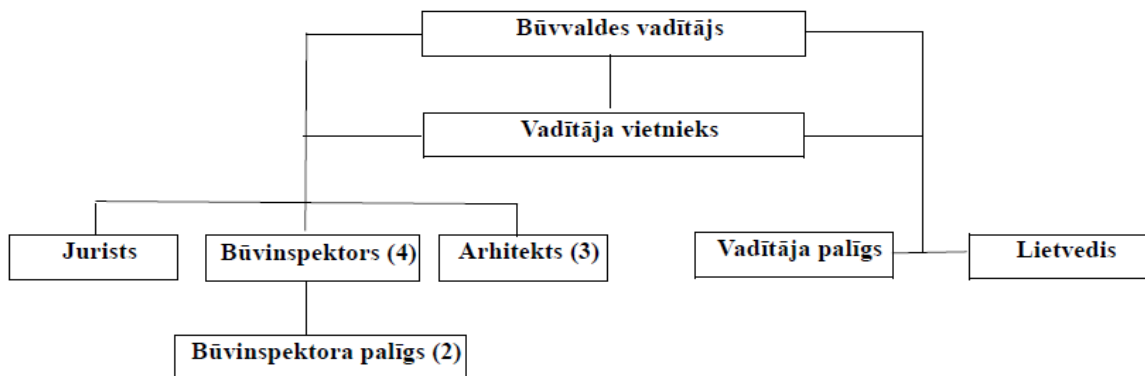 Būvvaldes vadītājs
Vadītāja vietnieks
Jurists
Būvinspektors (4)
Arhitekts (3)
Vadītāja palīgs
Lietvedis
Būvinspektora palīgs (2)